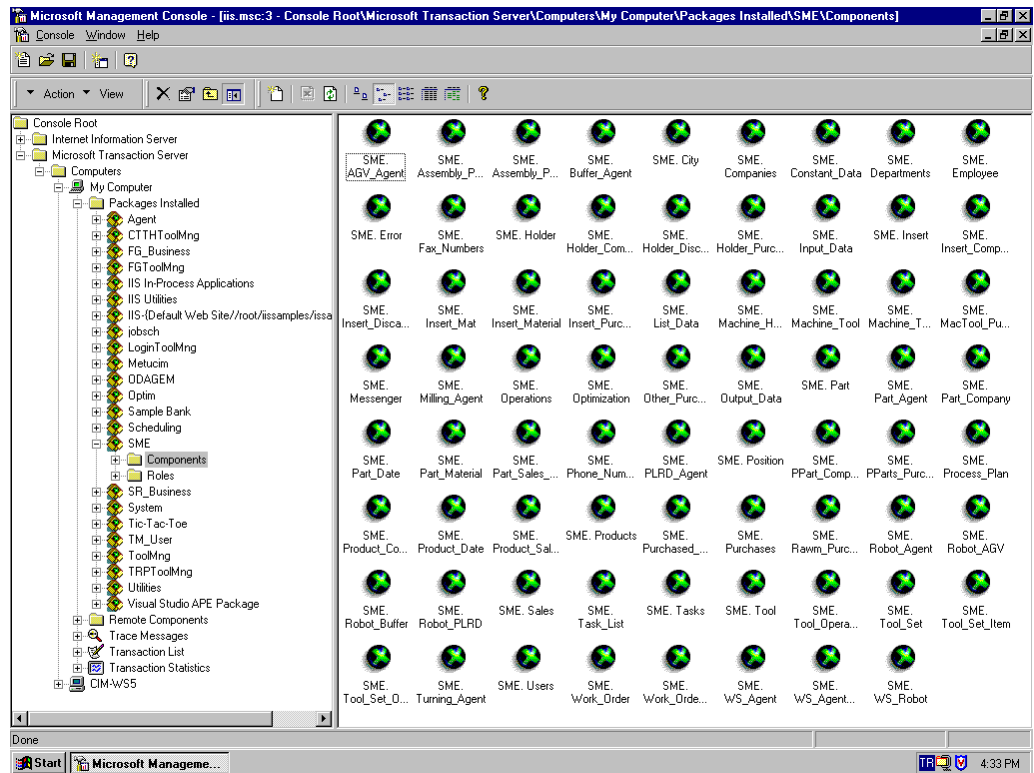 Microsoft Management Console - [iis.msc:3 - Console Root\Microsoft Transaction Server\Computers\My Computer\Packages Installed\SME\Components]
Console Window Help
Action View
Console Root
Internet Information Server
Microsoft Transaction Server
Computers
My Computer
Packages Installed
Agent
CTTHToolMng
FG_Business
FGToolMng
IIS In-Process Applications
IIS Utilities
IIS-{Default Web Site//root/iissamples/issa
jobsch
LoginToolMng
Metucim
ODAGEM
Optim
Sample Bank
Scheduling
SME
Components
Roles
SR_Business
System
Tic-Tac-Toe
TM_User
ToolMng
TRPToolMng
Utilities
Visual Studio APE Package
Remote Components
Trace Messages
Transaction List
Transaction Statistics
CIM-WS5
SME. SME. SME. SME. SME. City SME. SME. SME. SME.
AGV_Agent Assembly_P... Assembly_P... Buffer_Agent Companies Constant_Data Departments Employee
SME. Error SME. SME. Holder SME. SME. SME. SME. SME. Insert SME.
Fax_Numbers Holder_Com... Holder_Disc... Holder_Purc... Input_Data Insert_Comp...
SME. SME. SME. SME. SME. SME. SME. SME. SME.
Insert_Disca... Insert_Mat Insert_Material Insert_Purc... List_Data Machine_H... Machine_Tool Machine_T... MacTool_Pu...
SME. SME. SME. SME. SME. SME. SME. Part SME. SME.
Messenger Milling_Agent Operations Optimization Other_Purc... Output_Data Part_Agent Part_Company
SME. SME. SME. SME. SME. SME. Position SME. SME. SME.
Part_Date Part_Material Part_Sales_... Phone_Num... PLRD_Agent PPart_Comp... PParts_Purc... Process_Plan
SME. SME. SME. SME. Products SME. SME. SME. SME. SME.
Product_Co... Product_Date Product_Sal... Purchased_... Purchases Rawm_Purc... Robot_Agent Robot_AGV
SME. SME. SME. Sales SME. SME. Tasks SME. Tool SME. SME. SME.
Robot_Buffer Robot_PLRD Task_List Tool_Opera... Tool_Set Tool_Set_Item
SME. SME. SME. Users SME. SME. SME. SME. SME.
Tool_Set_O... Turning_Agent Work_Order Work_Orde... WS_Agent WS_Agent... WS_Robot
Done
Start Microsoft Manageme... TR 4:33 PM